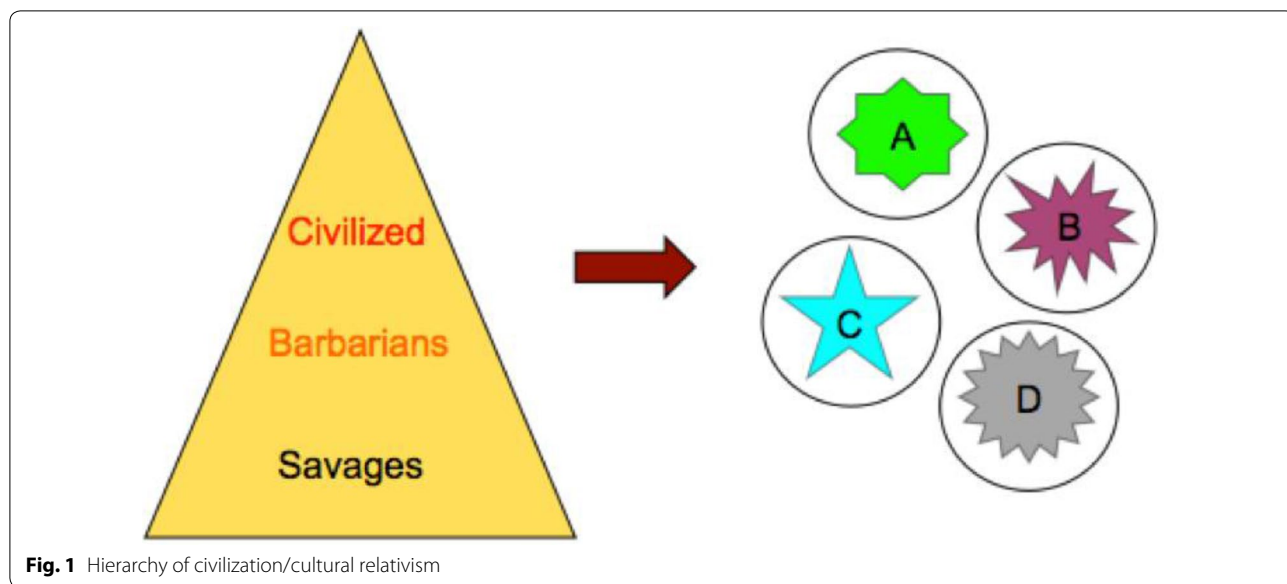 Civilized
Barbarians
Savages
A
B
C
D
Fig. 1 Hierarchy of civilization/cultural relativism